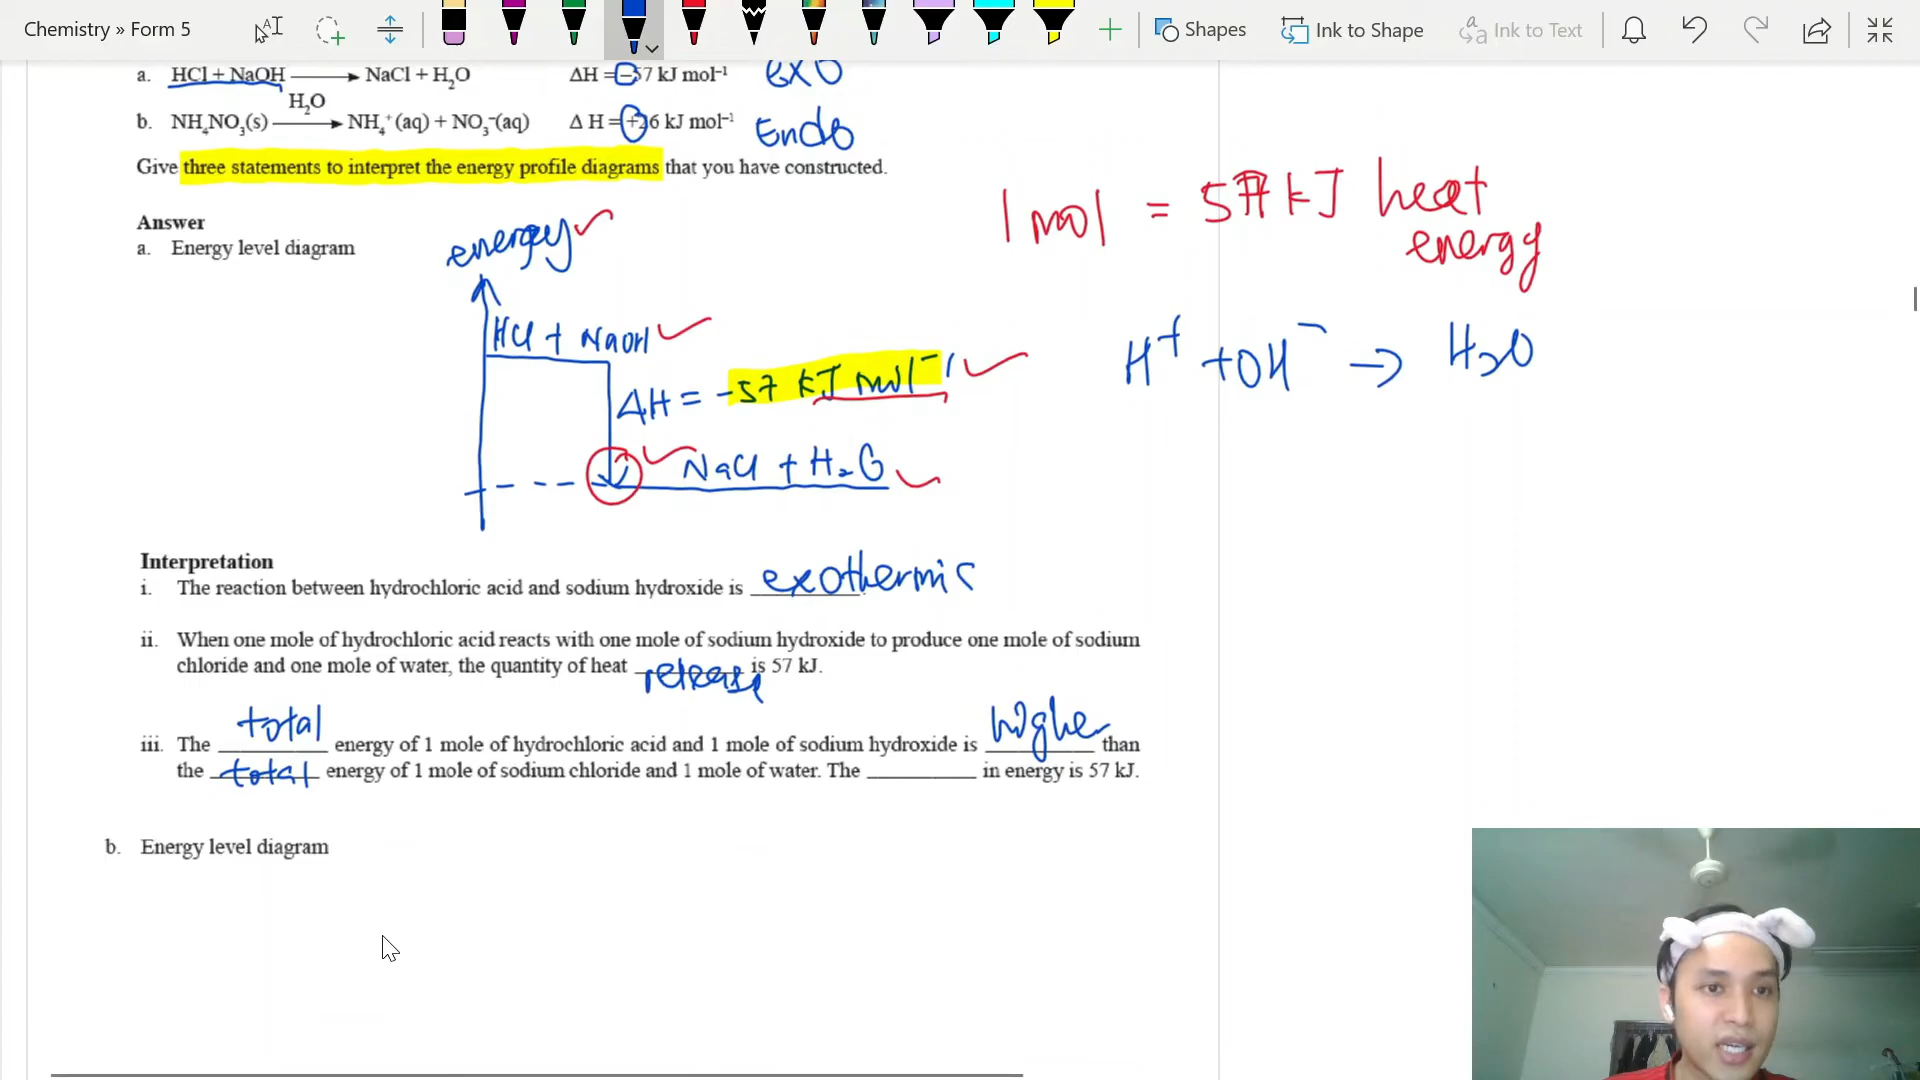 Chemistry » Form 5
Shapes
Ink to Shape
Ink to Text
a. HCl + NaOH ⟶ NaCl + H₂O ΔH = −57 kJ mol⁻¹ exo
H₂O
b. NH₄NO₃(s) ⟶ NH₄⁺ (aq) + NO₃⁻(aq) Δ H = +26 kJ mol⁻¹ Endo
Give three statements to interpret the energy profile diagrams that you have constructed.
1 mol = 57 kJ heat
energy
Answer
a. Energy level diagram
energy
HCl + NaOH
ΔH = -57 kJ mol⁻¹
NaCl + H₂O
H⁺ + OH⁻ → H₂O
Interpretation
i. The reaction between hydrochloric acid and sodium hydroxide is exothermic
ii. When one mole of hydrochloric acid reacts with one mole of sodium hydroxide to produce one mole of sodium
chloride and one mole of water, the quantity of heat release is 57 kJ.
iii. The total energy of 1 mole of hydrochloric acid and 1 mole of sodium hydroxide is higher than
the total energy of 1 mole of sodium chloride and 1 mole of water. The __________ in energy is 57 kJ.
b. Energy level diagram